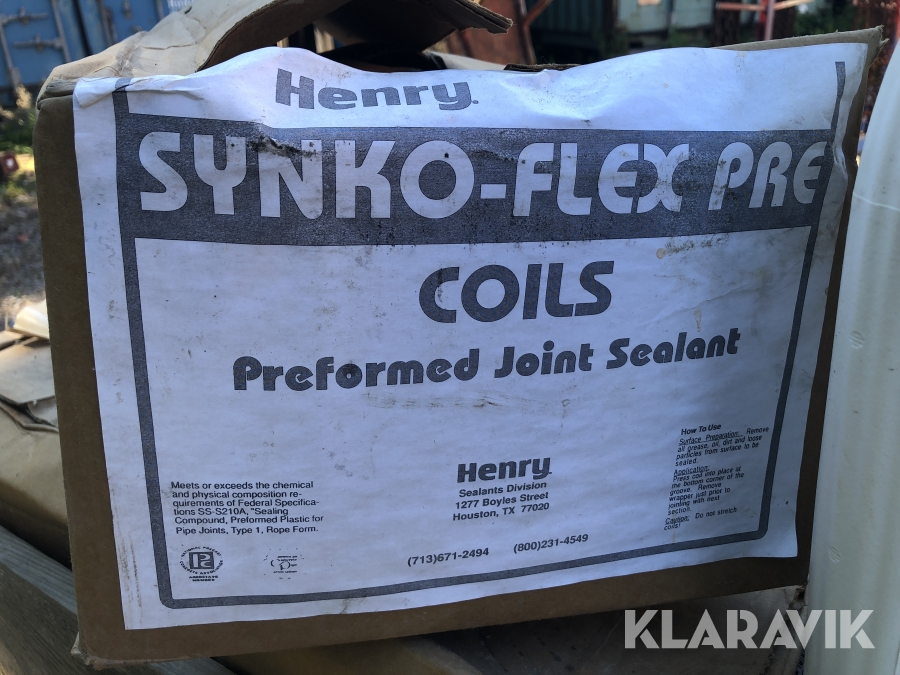 Henry
SYNKO-FLEX PRE
COILS
Preformed Joint Sealant
Meets or exceeds the chemical
and physical composition re-
quirements of Federal Specifica-
tions SS-S210A, "Sealing
Compound, Preformed Plastic for
Pipe Joints, Type 1, Rope Form.
Henry
Sealants Division
1277 Boyles Street
Houston, TX 77020
(713)671-2494 (800)231-4549
How To Use
Surface Preparation: Remove
all grease, oil, dirt and loose
particles from surface to be
sealed.
Application:
Press coil into place at
the bottom corner of the
groove. Remove
wrapper just prior to
jointing with next
section.
Caution: Do not stretch
coils!
KLARAVIK